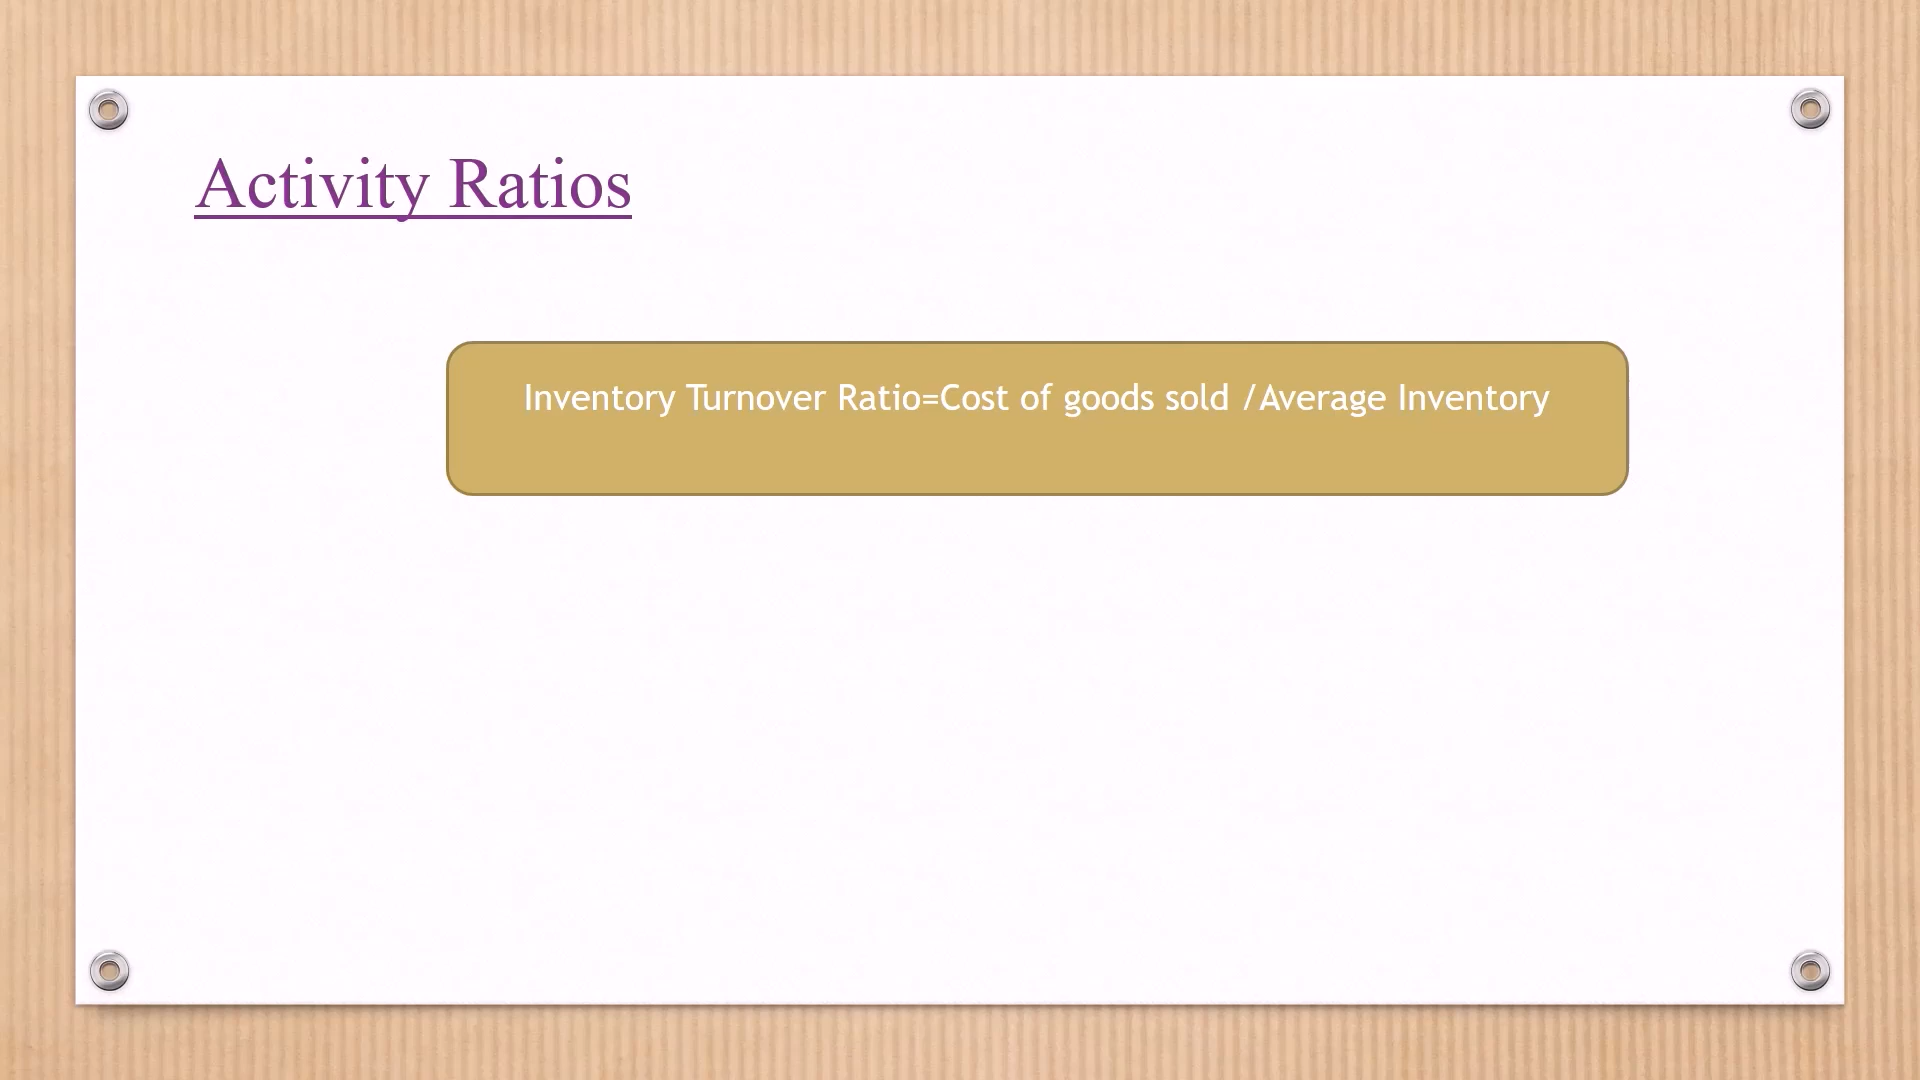 Activity Ratios
Inventory Turnover Ratio=Cost of goods sold /Average Inventory